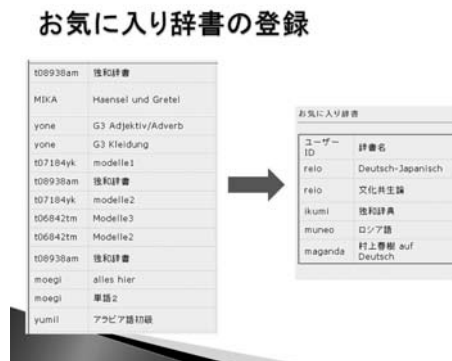 お気に入り辞書の登録
t08938am 独和辞書
MIKA Haensel und Gretel
yone G3 Adjektiv/Adverb
yone G3 Kleidung
t07184yk modelle1
t08938am 独和辞書
t07184yk modelle2
t06842tm Modelle3
t06842tm Modelle2
t08938am 独和辞書
moegi alles hier
moegi 単語2
yumil アラビア語初級
お気に入り辞書
ユーザーID 辞書名
reio Deutsch-Japanisch
reio 文化共生論
ikumi 独和辞典
muneo ロシア語
maganda 村上春樹 auf
Deutsch